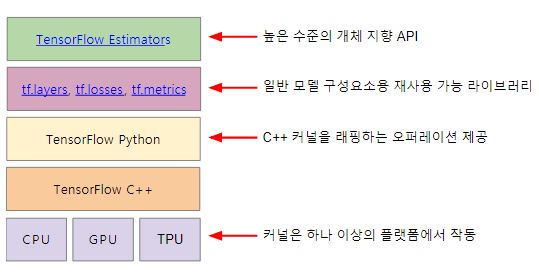 TensorFlow Estimators
높은 수준의 개체 지향 API
tf.layers, tf.losses, tf.metrics
일반 모델 구성요소용 재사용 가능 라이브러리
TensorFlow Python
C++ 커널을 래핑하는 오퍼레이션 제공
TensorFlow C++
CPU GPU TPU
커널은 하나 이상의 플랫폼에서 작동